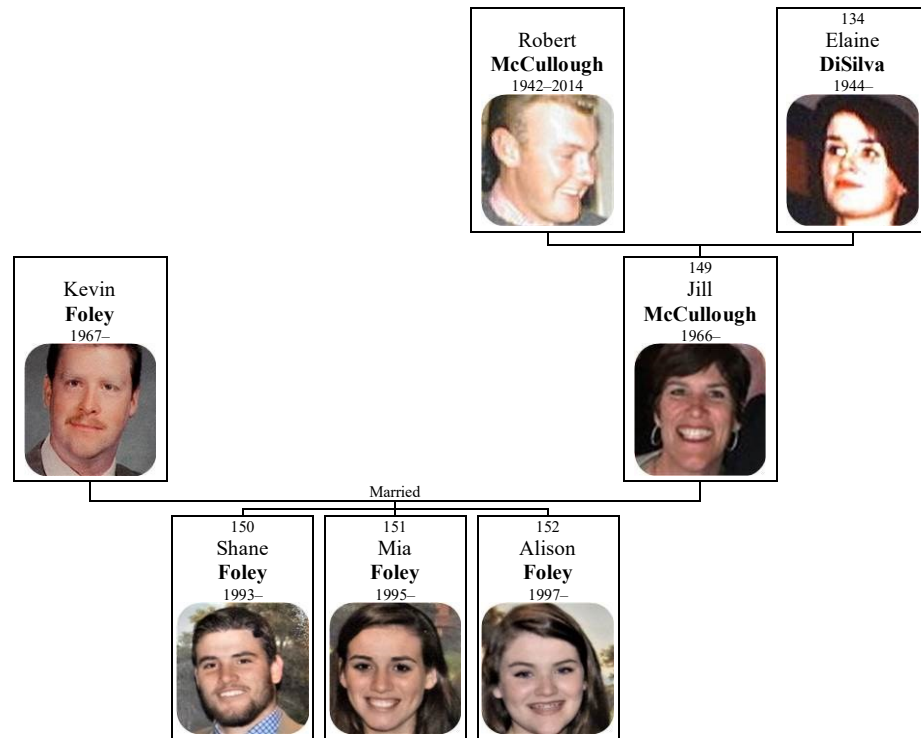 Robert
McCullough
1942–2014
134
Elaine
DiSilva
1944–
Kevin
Foley
1967–
149
Jill
McCullough
1966–
Married
150
Shane
Foley
1993–
151
Mia
Foley
1995–
152
Alison
Foley
1997–